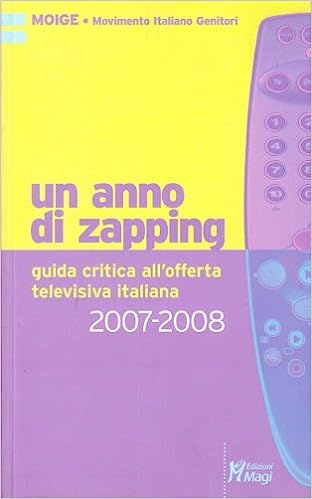 MOIGE • Movimento Italiano Genitori
un anno
di zapping
guida critica all'offerta
televisiva italiana
2007-2008
Edizioni
Magi